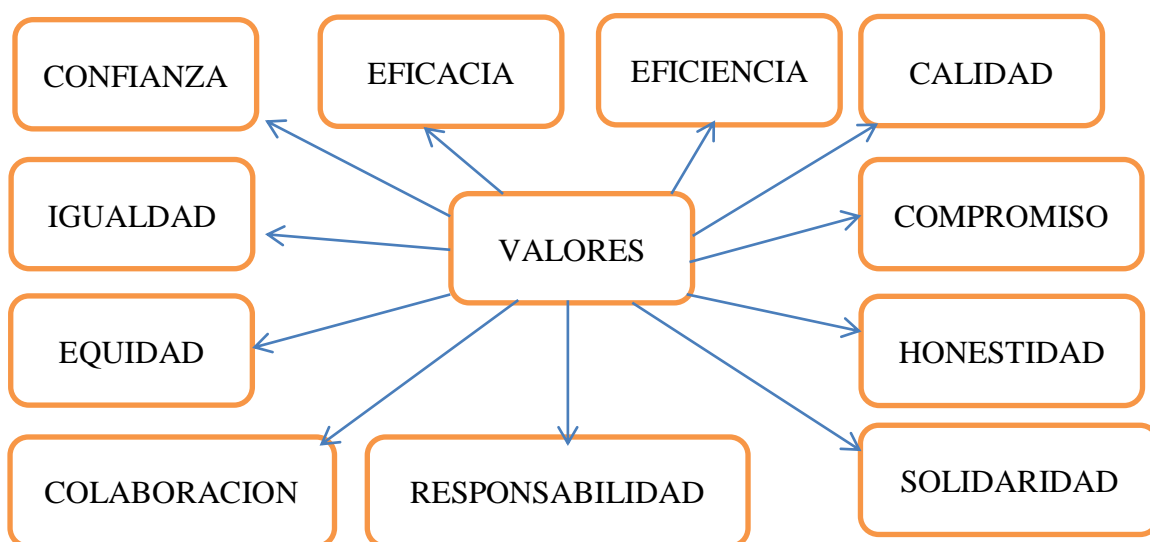 CONFIANZA
EFICACIA
EFICIENCIA
CALIDAD
IGUALDAD
VALORES
COMPROMISO
EQUIDAD
HONESTIDAD
COLABORACION
RESPONSABILIDAD
SOLIDARIDAD